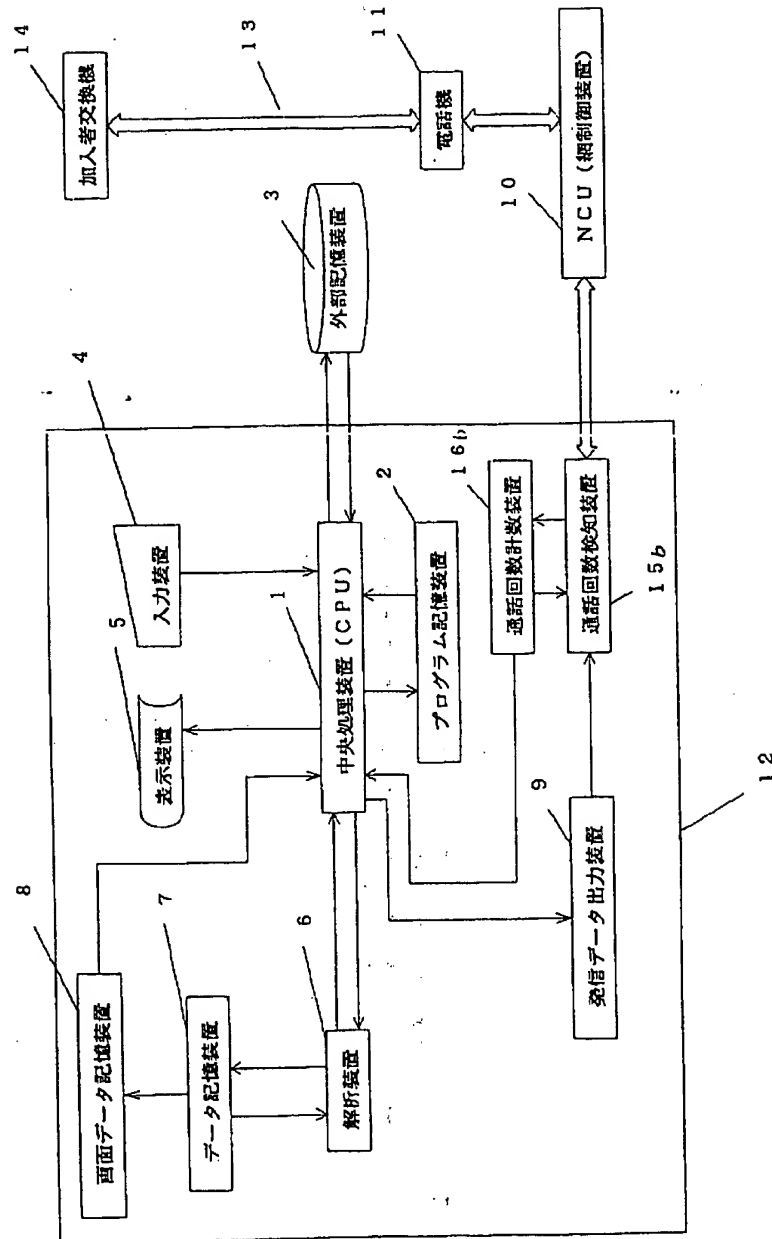 14
加入者交換機
13
11
電話機
10
NCU (網制御装置)
3
外部記憶装置
4
入力装置
5
表示装置
1
中央処理装置 (CPU)
2
プログラム記憶装置
16b
通話回数計数装置
通話回数検知装置
15b
8
画面データ記憶装置
7
データ記憶装置
6
解析装置
9
発信データ出力装置
12